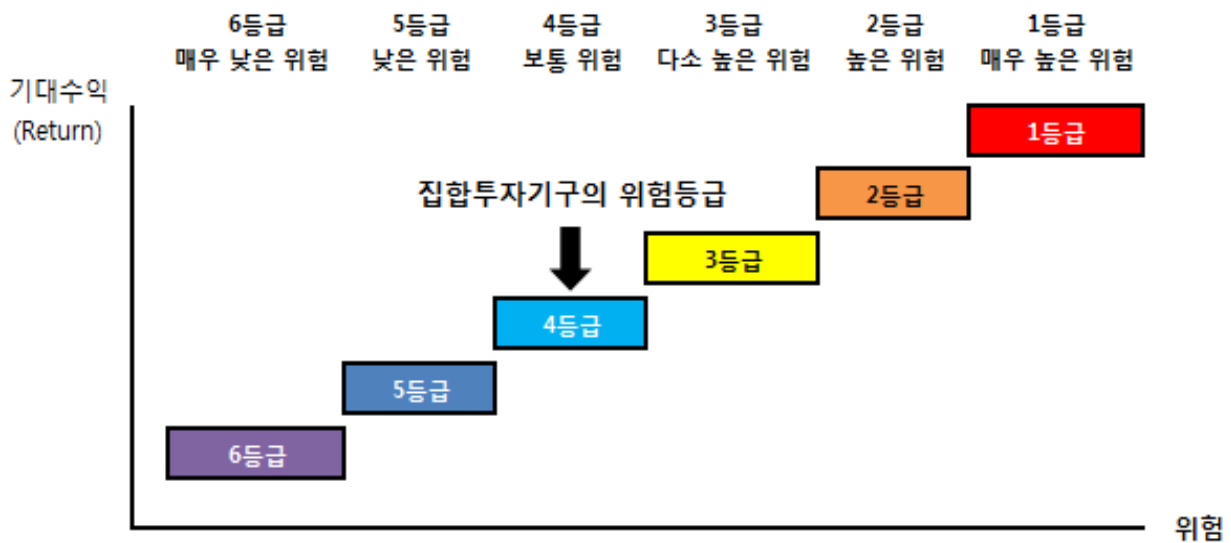 6등급 5등급 4등급 3등급 2등급 1등급
매우 낮은 위험 낮은 위험 보통 위험 다소 높은 위험 높은 위험 매우 높은 위험
기대수익
(Return)
1등급
집합투자기구의 위험등급
2등급
3등급
4등급
5등급
6등급
위험